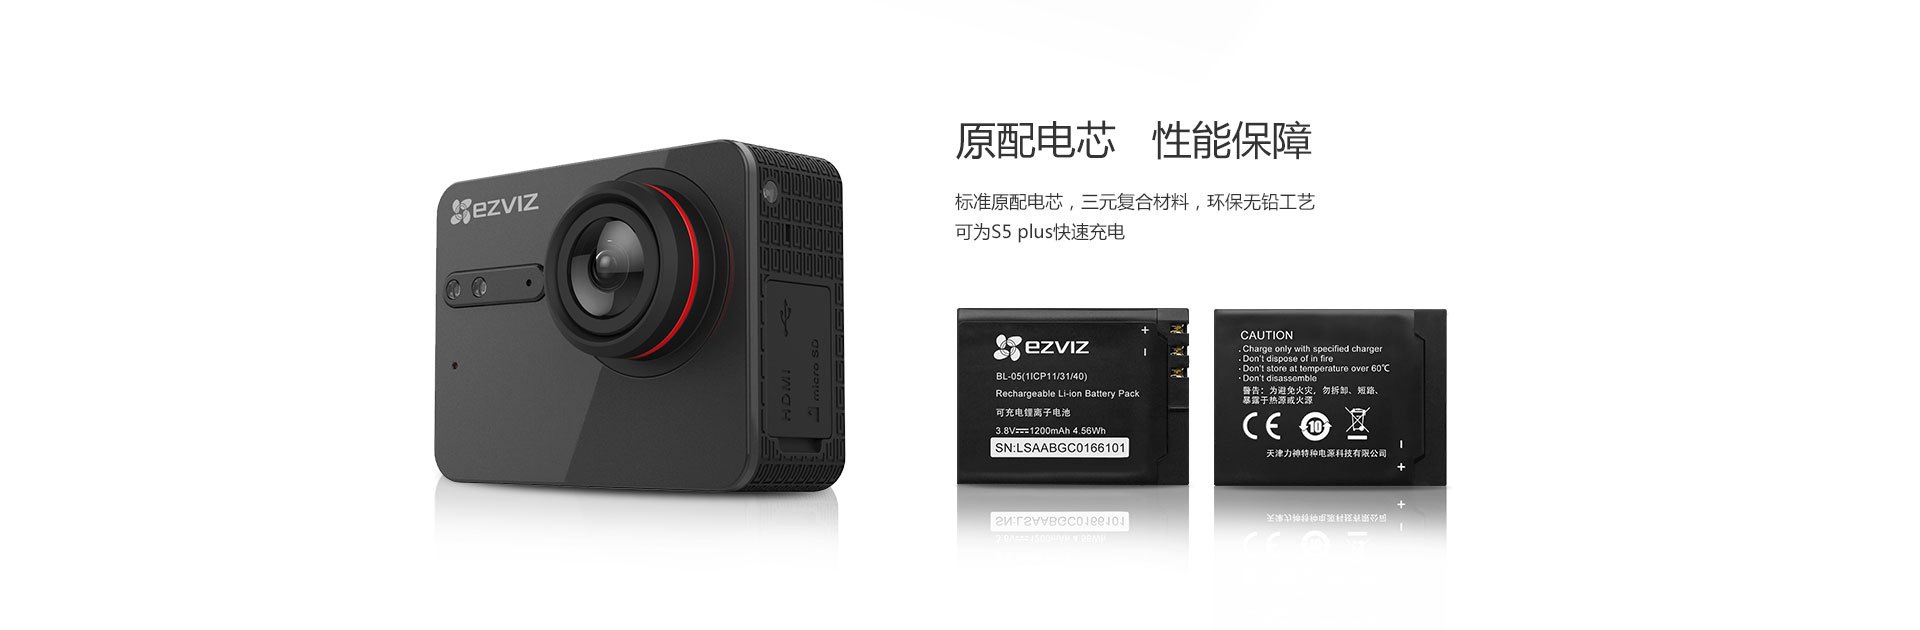 原配电芯 性能保障
标准原配电芯，三元复合材料，环保无铅工艺
可为S5 plus快速充电
ezviz
HDMI
micro SD
ezviz
BL-05(1ICP11/31/40)
Rechargeable Li-ion Battery Pack
可充电锂离子电池
3.8V⎓1200mAh 4.56Wh
SN:LSAABGC0166101
+
-
CAUTION
. Charge only with specified charger
. Don't dispose of in fire
. Don't store at temperature over 60℃
. Don't disassemble
警告: 为避免火灾, 勿拆卸、短路、
暴露于热源或火源
CE 10
天津力神特种电源科技有限公司
-
+